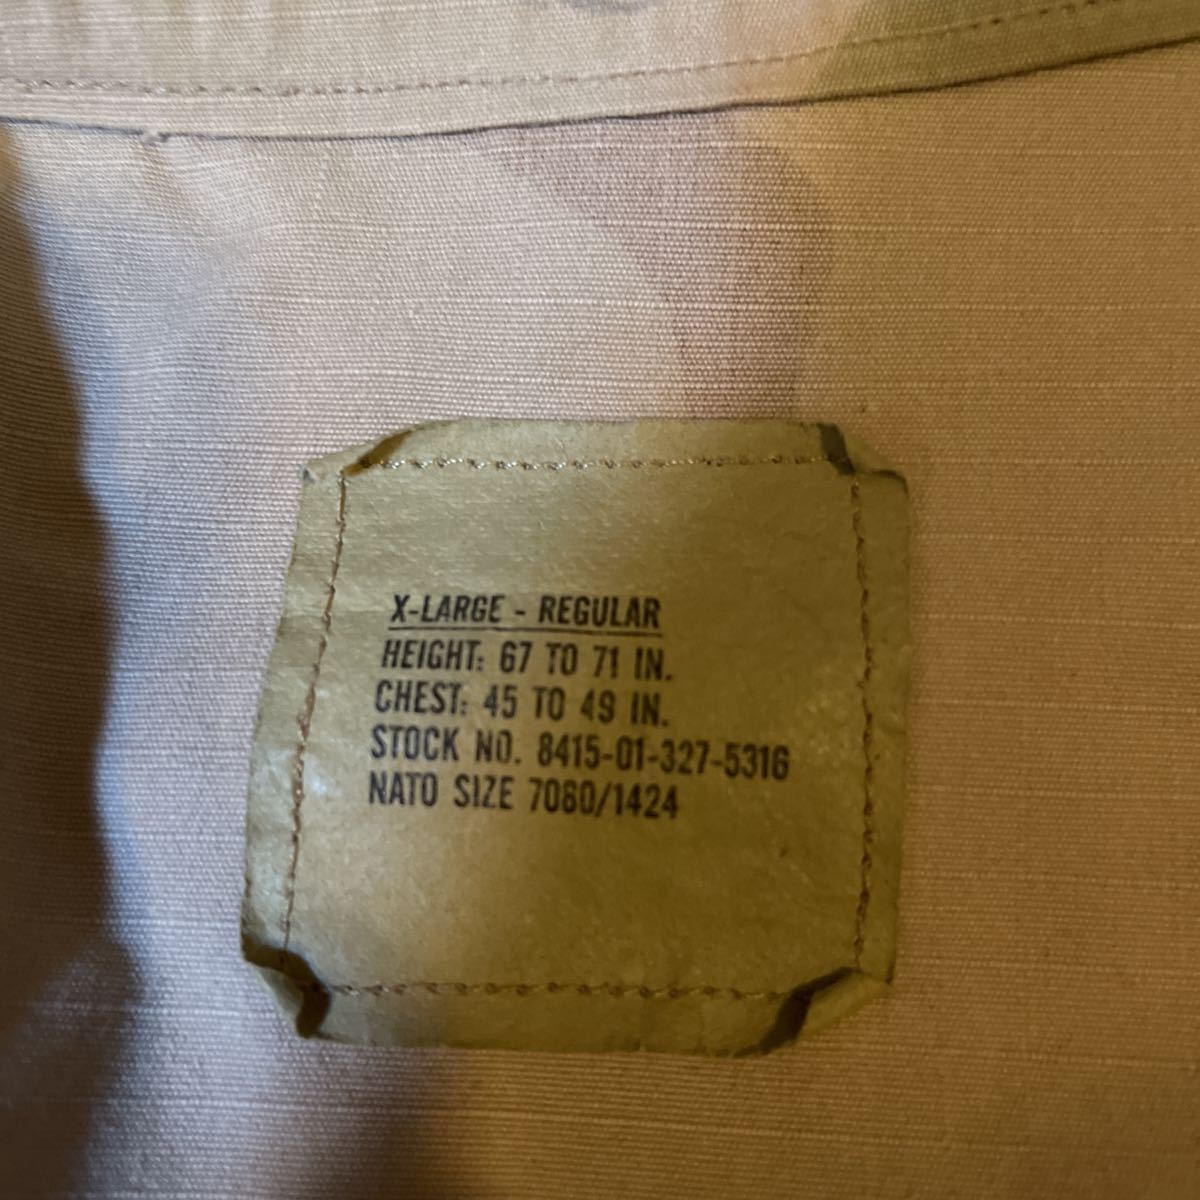 X-LARGE - REGULAR
HEIGHT: 67 TO 71 IN.
CHEST: 45 TO 49 IN.
STOCK NO. 8415-01-327-5316
NATO SIZE 7080/1424